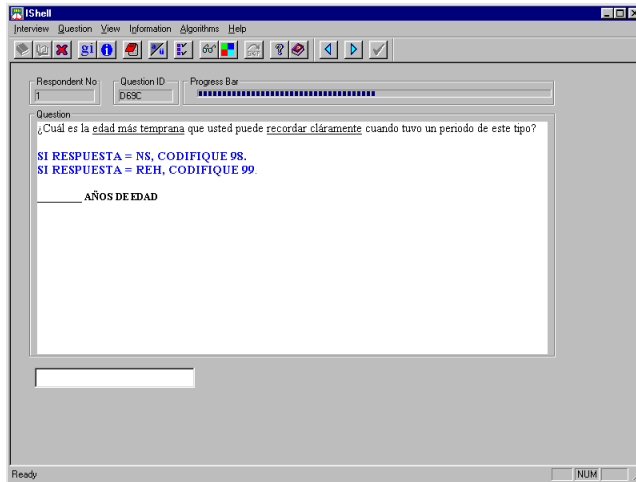 IShell
Interview Question View Information Algorithms Help
gi
SKIP
Respondent No
Question ID
Progress Bar
1
D69C
Question
¿Cuál es la edad más temprana que usted puede recordar cláramente cuando tuvo un periodo de este tipo?
SI RESPUESTA = NS, CODIFIQUE 98.
SI RESPUESTA = REH, CODIFIQUE 99.
________ AÑOS DE EDAD
Ready
NUM